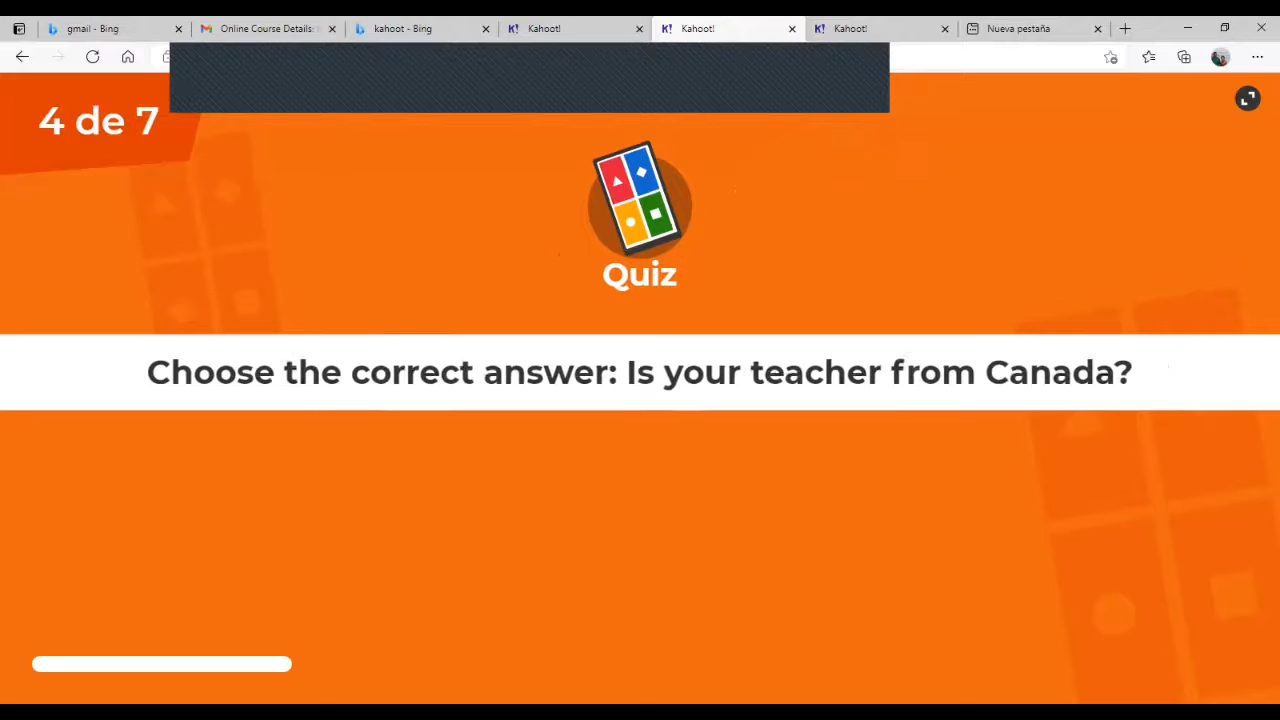 gmail - Bing
Online Course Details:
kahoot - Bing
K! Kahoot!
K! Kahoot!
K! Kahoot!
Nueva pestaña
4 de 7
Quiz
Choose the correct answer: Is your teacher from Canada?